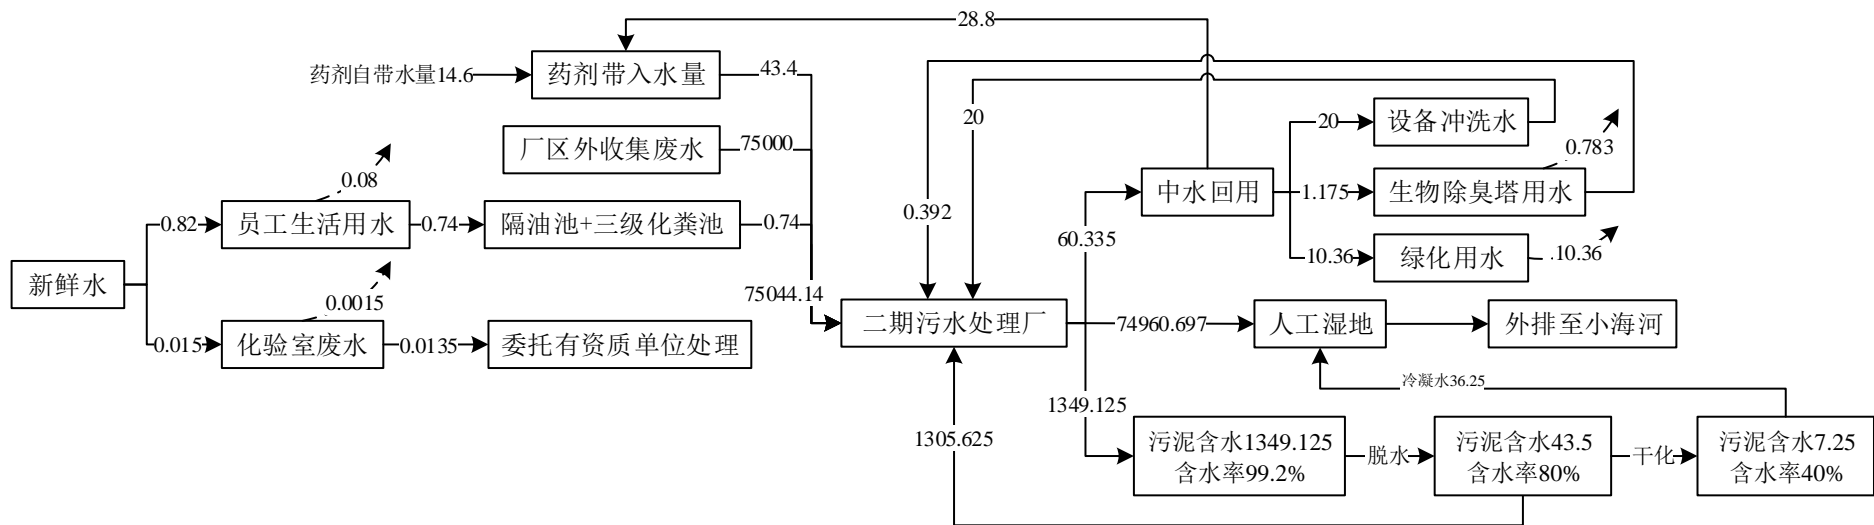 28.8
药剂自带水量14.6
药剂带入水量
43.4
厂区外收集废水
75000
20
20
设备冲洗水
0.783
0.08
中水回用
1.175
生物除臭塔用水
0.82
员工生活用水
0.74
隔油池+三级化粪池
0.74
0.392
60.335
10.36
绿化用水
10.36
新鲜水
0.0015
75044.14
二期污水处理厂
74960.697
人工湿地
外排至小海河
0.015
化验室废水
0.0135
委托有资质单位处理
冷凝水36.25
1349.125
1305.625
污泥含水1349.125
含水率99.2%
脱水
污泥含水43.5
含水率80%
干化
污泥含水7.25
含水率40%